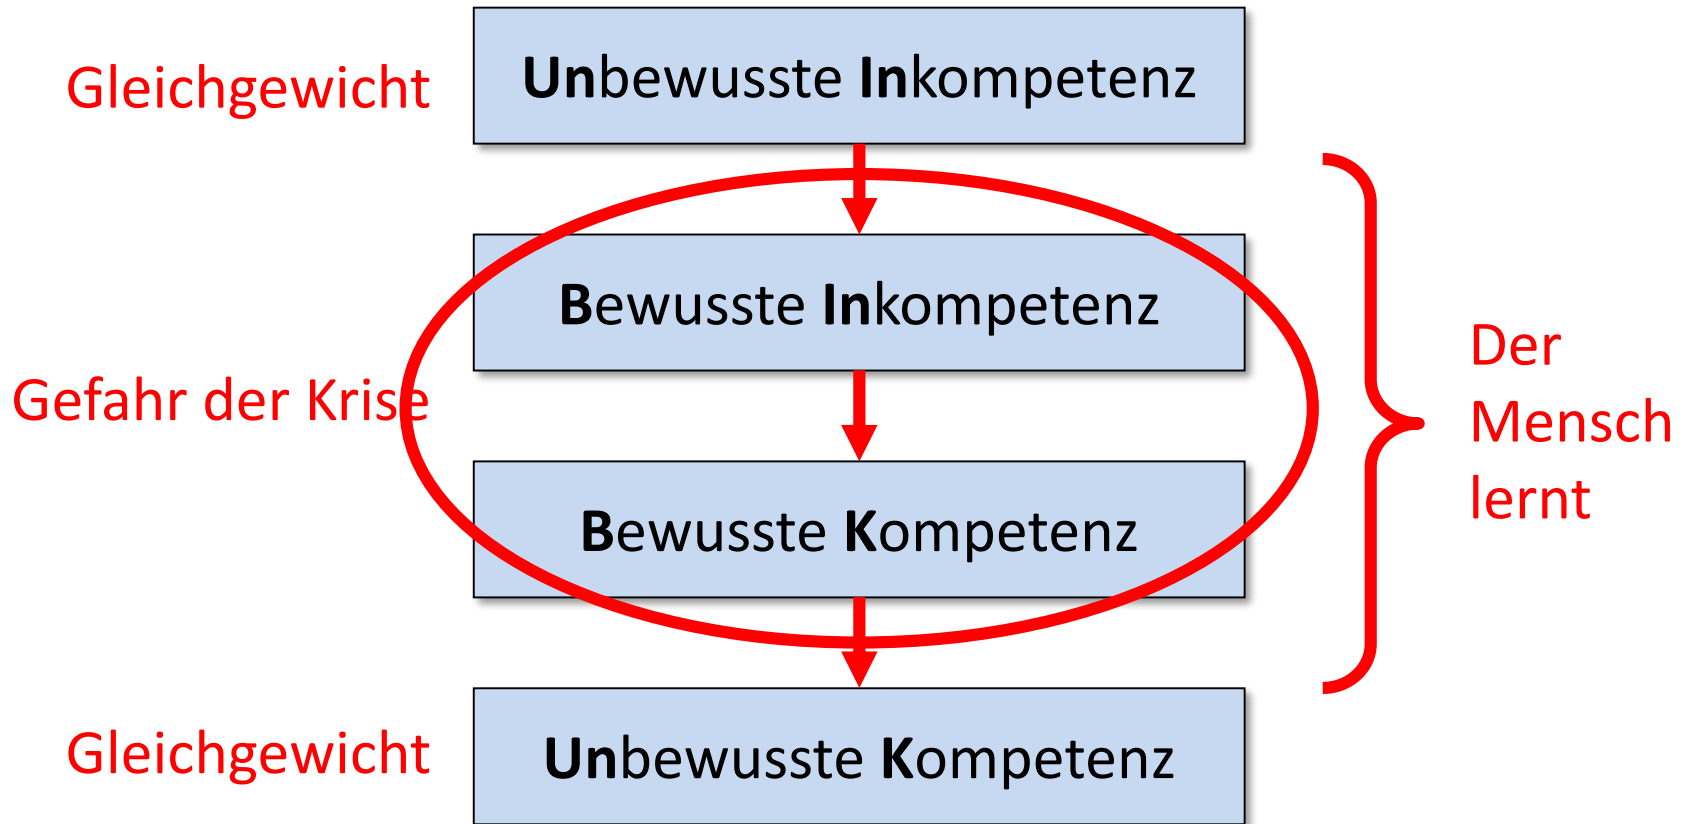 Gleichgewicht
Unbewusste Inkompetenz
Bewusste Inkompetenz
Gefahr der Krise
Der
Mensch
lernt
Bewusste Kompetenz
Gleichgewicht
Unbewusste Kompetenz